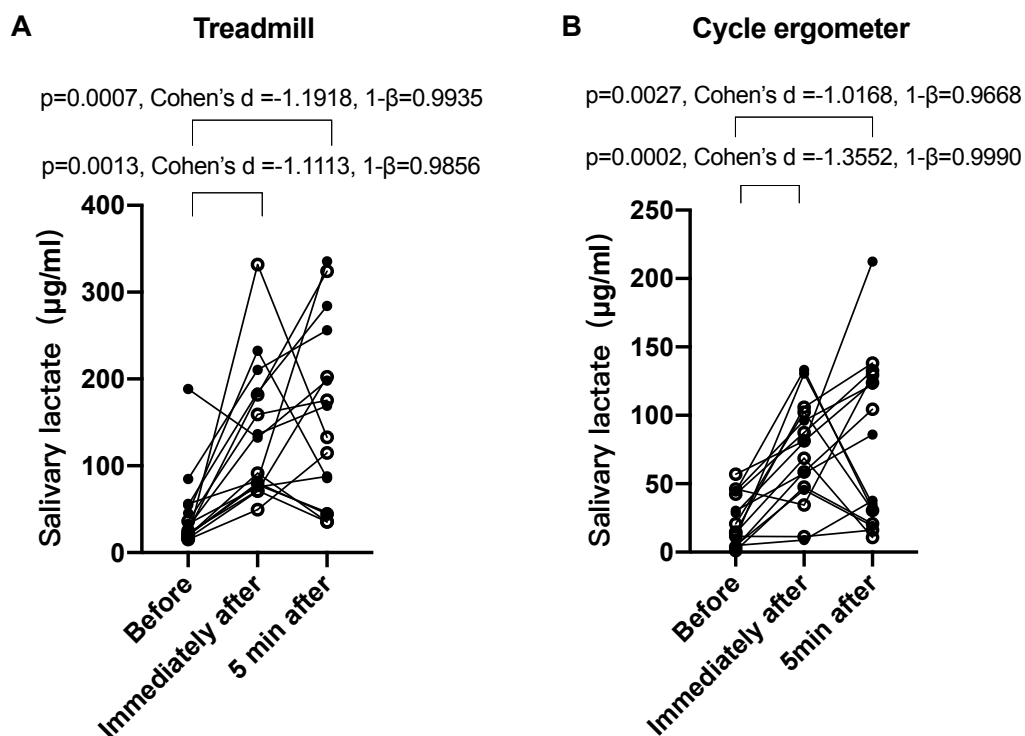 A
Treadmill
p=0.0007, Cohen’s d =-1.1918, 1-β=0.9935
p=0.0013, Cohen’s d =-1.1113, 1-β=0.9856
Salivary lactate (μg/ml)
400
300
200
100
0
Before
Immediately after
5 min after
B
Cycle ergometer
p=0.0027, Cohen’s d =-1.0168, 1-β=0.9668
p=0.0002, Cohen’s d =-1.3552, 1-β=0.9990
Salivary lactate (μg/ml)
250
200
150
100
50
0
Before
Immediately after
5min after